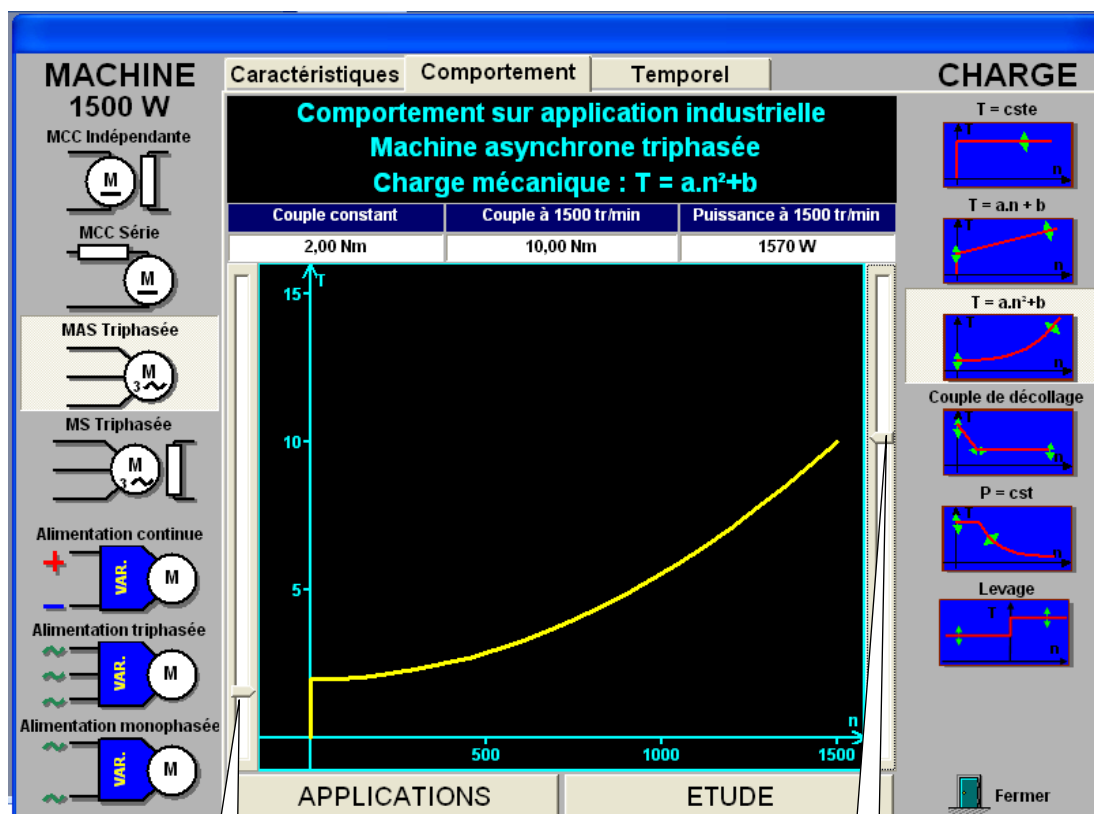 MACHINE
1500 W
MCC Indépendante
M
MCC Série
M
MAS Triphasée
M
3
MS Triphasée
M
3
Alimentation continue
VAR.
M
Alimentation triphasée
VAR.
M
Alimentation monophasée
VAR.
M
Caractéristiques Comportement Temporel
Comportement sur application industrielle
Machine asynchrone triphasée
Charge mécanique : T = a.n²+b
Couple constant Couple à 1500 tr/min Puissance à 1500 tr/min
2,00 Nm 10,00 Nm 1570 W
T
15
10
5
n
500 1000 1500
APPLICATIONS ETUDE
CHARGE
T = cste
T
n
T = a.n + b
T
n
T = a.n²+b
T
n
Couple de décollage
T
n
P = cst
T
n
Levage
T
n
Fermer